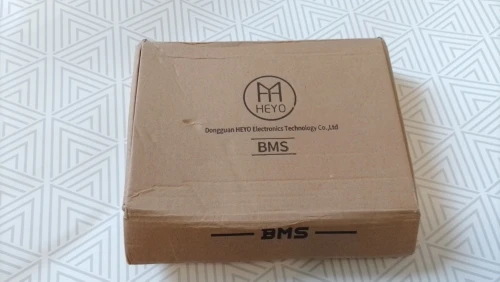 HEYO
Dongguan HEYO Electronics Technology Co.,Ltd
BMS
BMS